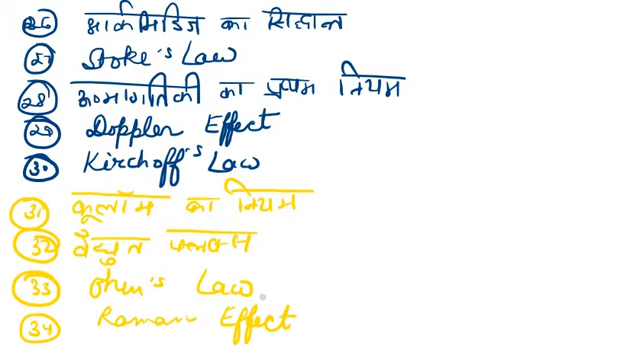 26 आर्कमिडिज का सिद्धान्त
27 Stoke's Law
28 ऊष्मागतिकी का प्रथम नियम
29 Doppler Effect
30 Kirchoff's Law
31 कूलॉम का नियम
32 वैद्युत फ्लक्स
33 Ohm's Law
34 Raman Effect